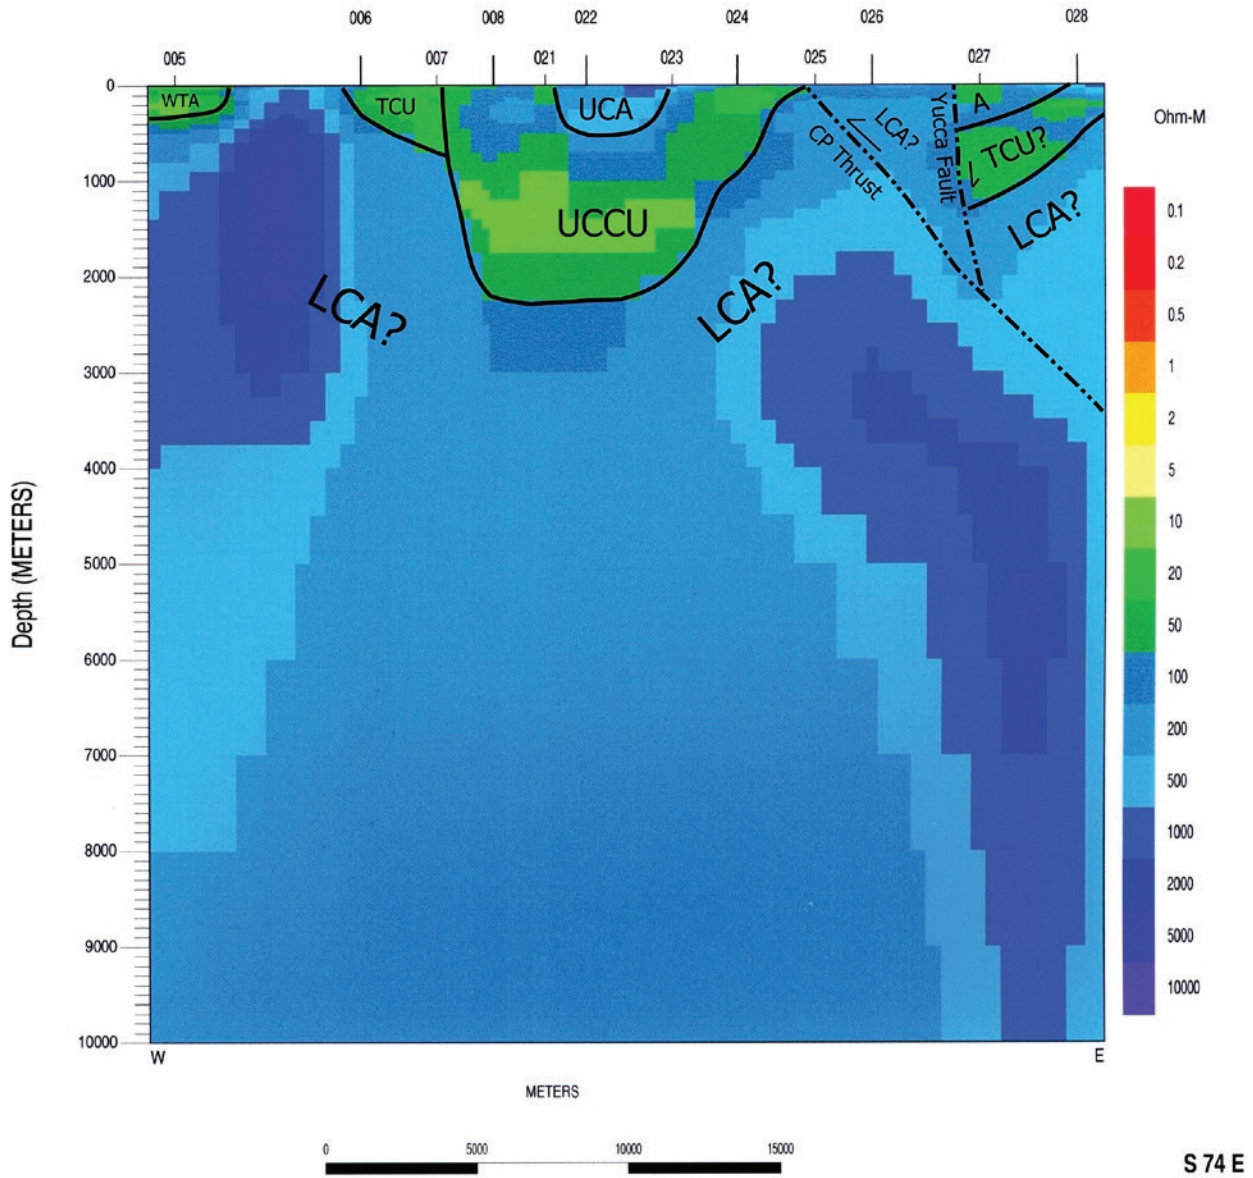 006 008 022 024 026 028
005 007 021 023 025 027
0
WTA
TCU
UCA
UCCU
LCA?
LCA?
CP Thrust
LCA?
Yucca Fault
A
TCU?
LCA?
1000
2000
3000
4000
5000
6000
7000
8000
9000
10000
Depth (METERS)
W
E
METERS
0 5000 10000 15000
Ohm-M
0.1
0.2
0.5
1
2
5
10
20
50
100
200
500
1000
2000
5000
10000
S 74 E